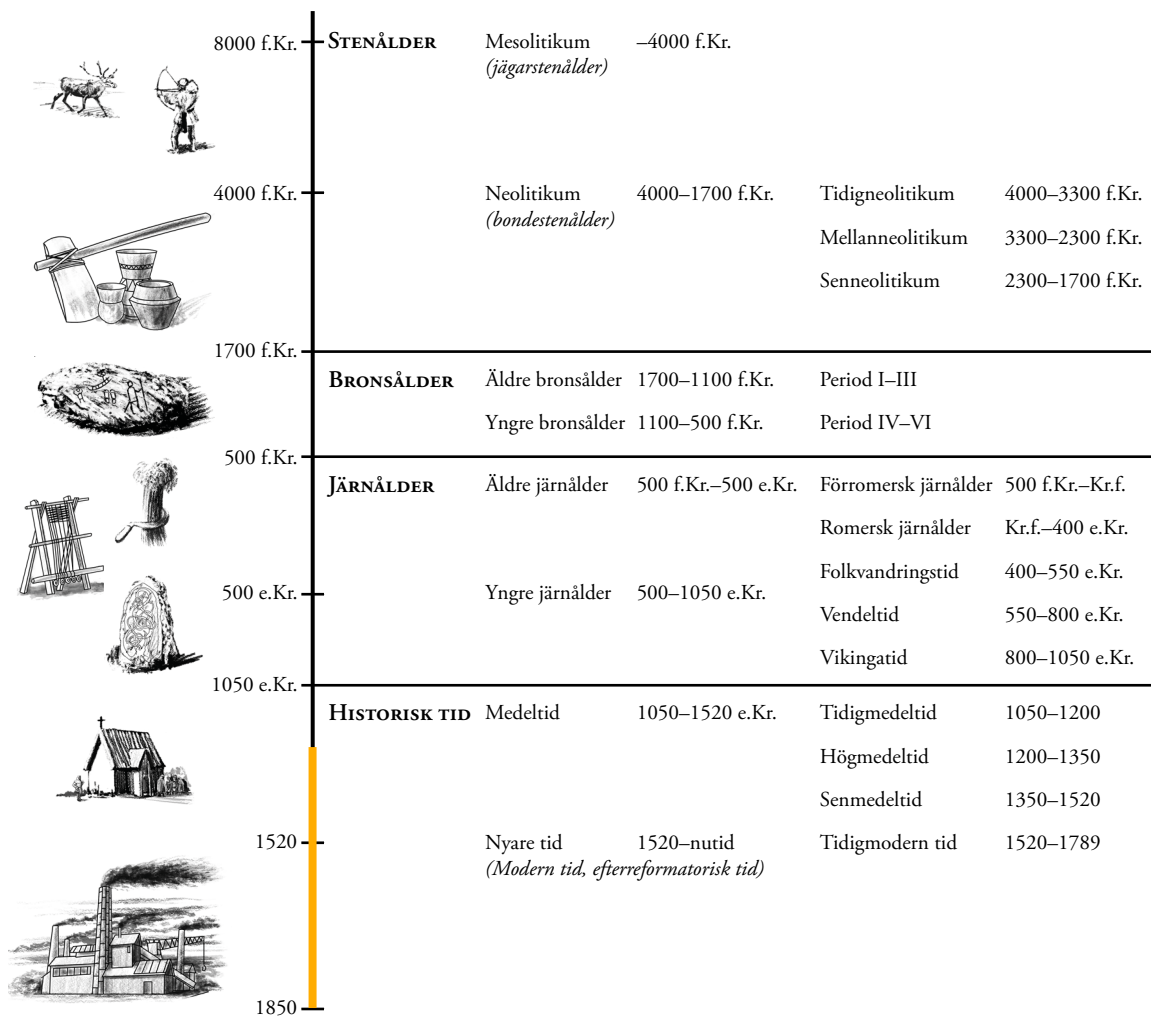 8000 f.Kr. STENÅLDER Mesolitikum –4000 f.Kr.
(jägarstenålder)
4000 f.Kr. Neolitikum 4000–1700 f.Kr. Tidigneolitikum 4000–3300 f.Kr.
(bondestenålder)
Mellanneolitikum 3300–2300 f.Kr.
Senneolitikum 2300–1700 f.Kr.
1700 f.Kr.
BRONSÅLDER Äldre bronsålder 1700–1100 f.Kr. Period I–III
Yngre bronsålder 1100–500 f.Kr. Period IV–VI
500 f.Kr.
JÄRNÅLDER Äldre järnålder 500 f.Kr.–500 e.Kr. Förromersk järnålder 500 f.Kr.–Kr.f.
Romersk järnålder Kr.f.–400 e.Kr.
Folkvandringstid 400–550 e.Kr.
500 e.Kr. Yngre järnålder 500–1050 e.Kr.
Vendeltid 550–800 e.Kr.
Vikingatid 800–1050 e.Kr.
1050 e.Kr.
HISTORISK TID Medeltid 1050–1520 e.Kr. Tidigmedeltid 1050–1200
Högmedeltid 1200–1350
Senmedeltid 1350–1520
1520 Nyare tid 1520–nutid Tidigmodern tid 1520–1789
(Modern tid, efterreformatorisk tid)
1850